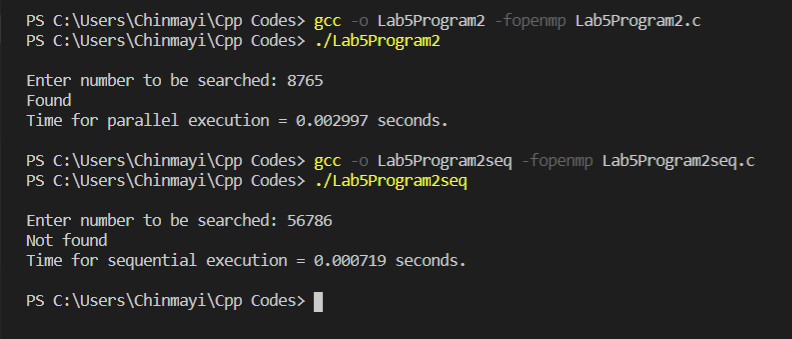 PS C:\Users\Chinmayi\Cpp Codes> gcc -o Lab5Program2 -fopenmp Lab5Program2.c
PS C:\Users\Chinmayi\Cpp Codes> ./Lab5Program2
Enter number to be searched: 8765
Found
Time for parallel execution = 0.002997 seconds.
PS C:\Users\Chinmayi\Cpp Codes> gcc -o Lab5Program2seq -fopenmp Lab5Program2seq.c
PS C:\Users\Chinmayi\Cpp Codes> ./Lab5Program2seq
Enter number to be searched: 56786
Not found
Time for sequential execution = 0.000719 seconds.
PS C:\Users\Chinmayi\Cpp Codes>